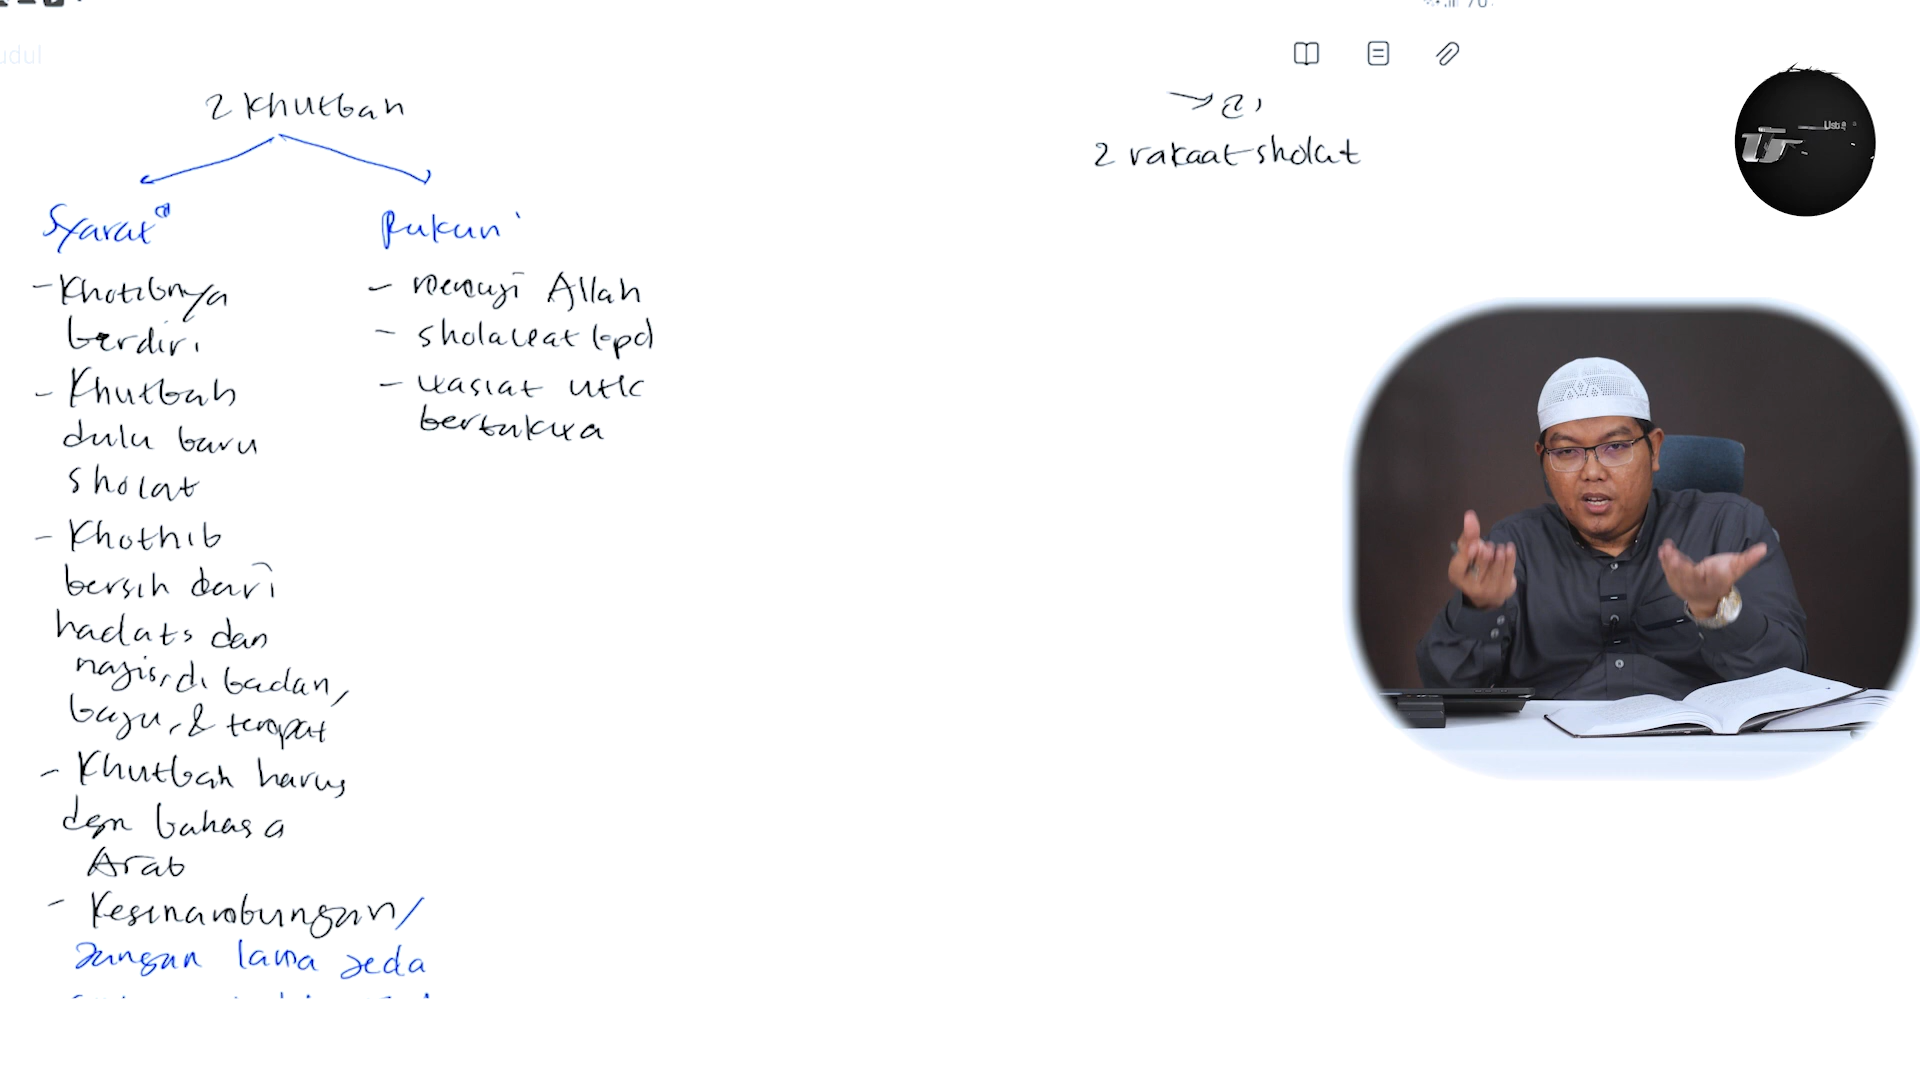 udul
2 Khutbah
2 rakaat sholat
Syarat
Rukun
- Khotibnya
berdiri
- Khutbah
dulu baru
sholat
- Khothib
bersih dari
hadats dan
najis, di badan,
baju, & tempat
- Khutbah harus
dgn bahasa
Arab
- Kesinambungan/
Jangan lama jeda
- memuji Allah
- sholawat kpd
- wasiat utk
bertakwa